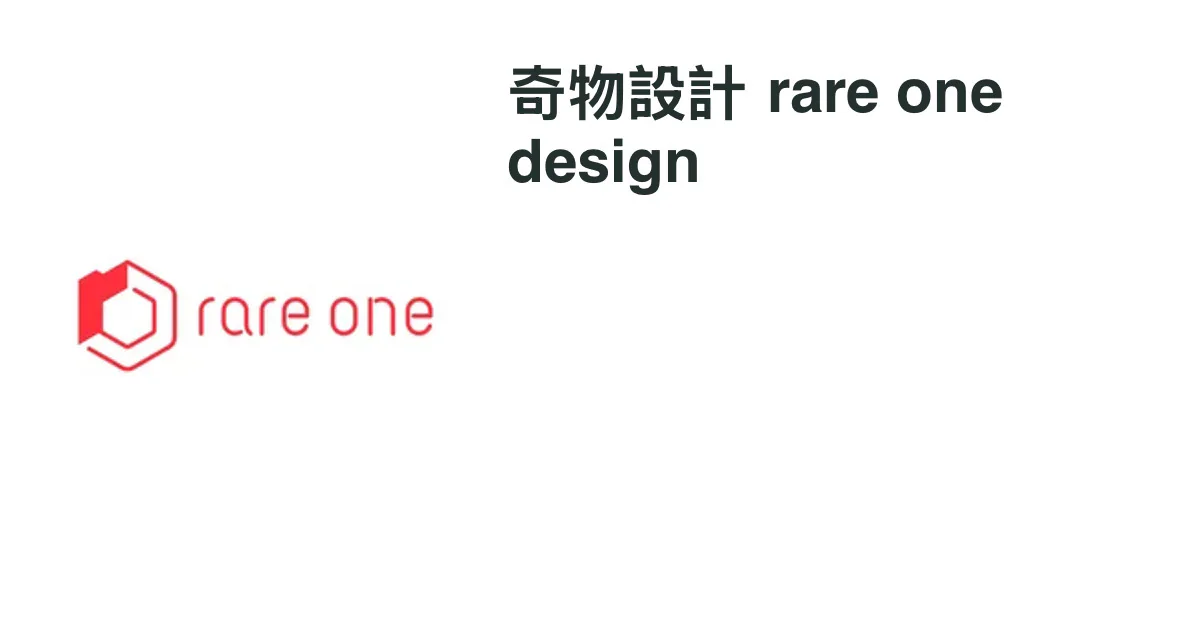 奇物設計 rare one
design
rare one